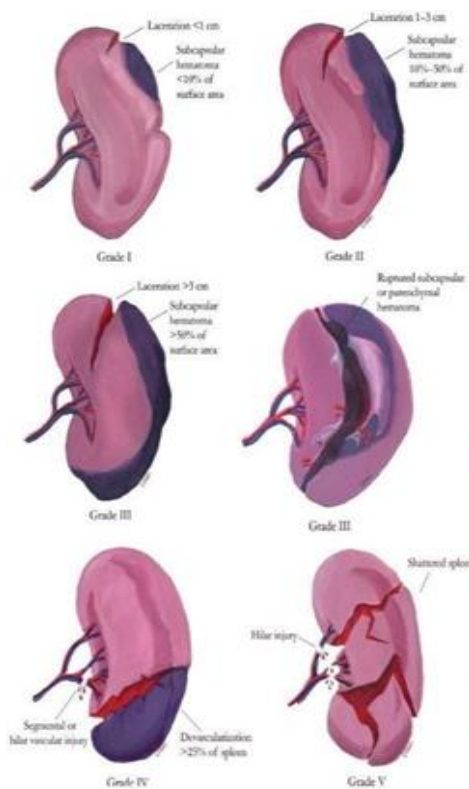 Laceration <1 cm
Subcapsular
hematoma
<10% of
surface area
Grade I
Laceration 1–3 cm
Subcapsular
hematoma
10%–50% of
surface area
Grade II
Laceration >3 cm
Subcapsular
hematoma
>50% of
surface area
Grade III
Ruptured subcapsular
or parenchymal
hematoma
Grade III
Segmental or
hilar vascular injury
Devascularization
>25% of spleen
Grade IV
Shattered spleen
Hilar injury
Grade V